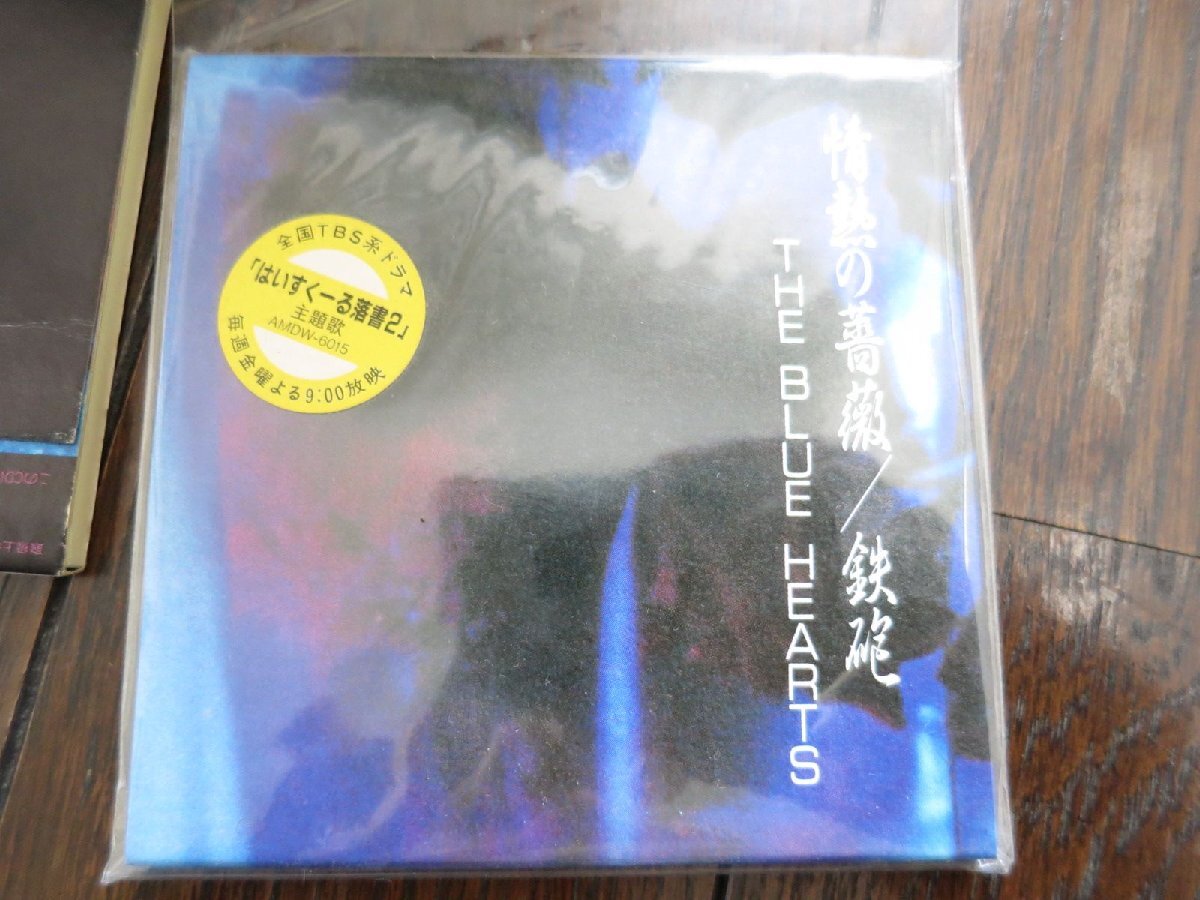 情熱の薔薇/鉄砲
THE BLUE HEARTS
全国TBS系ドラマ
「はいすくーる落書2」
主題歌
AMDW-6015
毎週金曜よる9:00放映